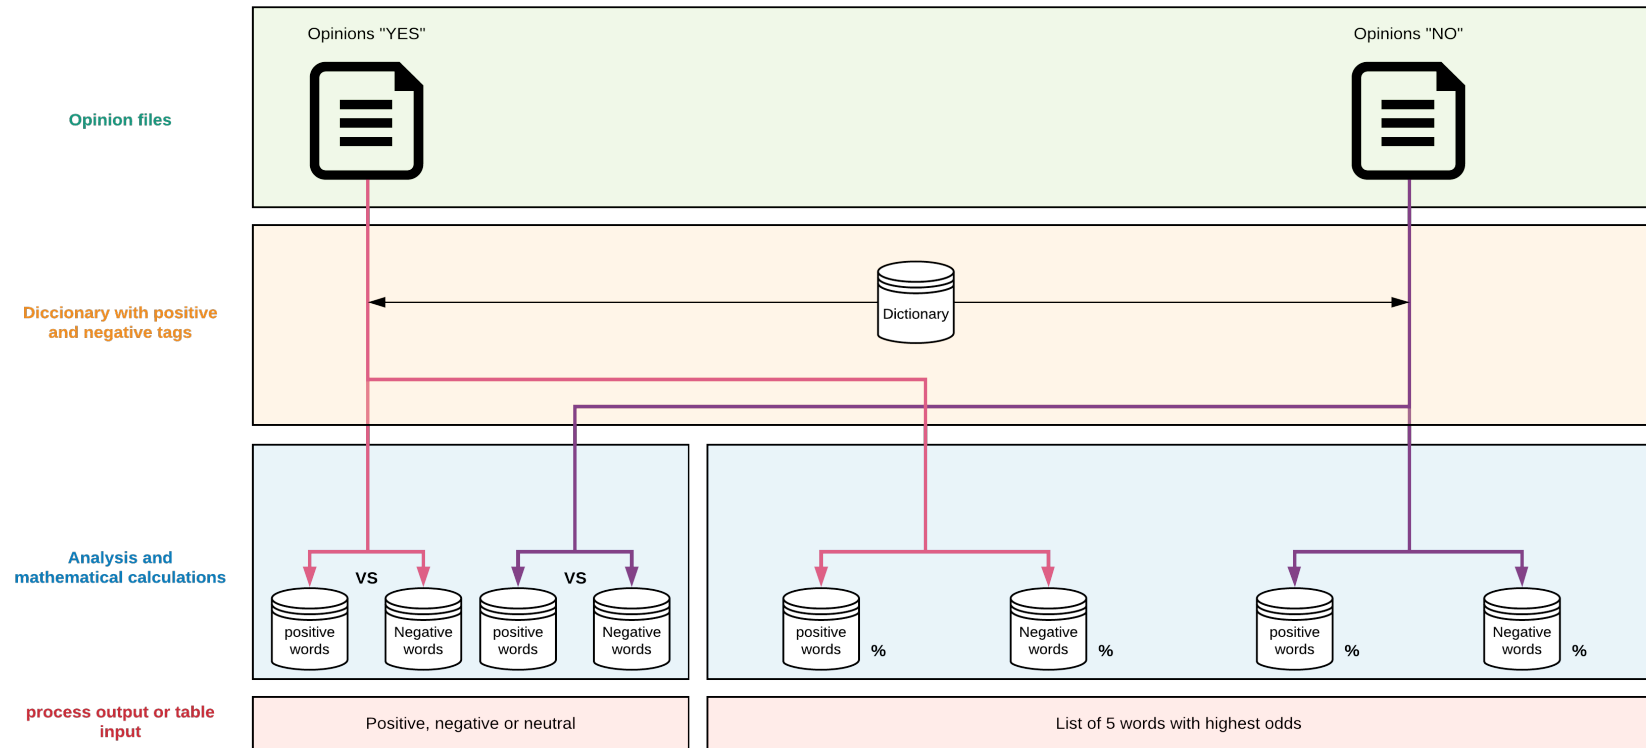 Opinions "YES"
Opinions "NO"
Opinion files
Diccionary with positive
and negative tags
Dictionary
Analysis and
mathematical calculations
VS
VS
positive
words
Negative
words
positive
words
Negative
words
positive
words
%
Negative
words
%
positive
words
%
Negative
words
%
process output or table
input
Positive, negative or neutral
List of 5 words with highest odds